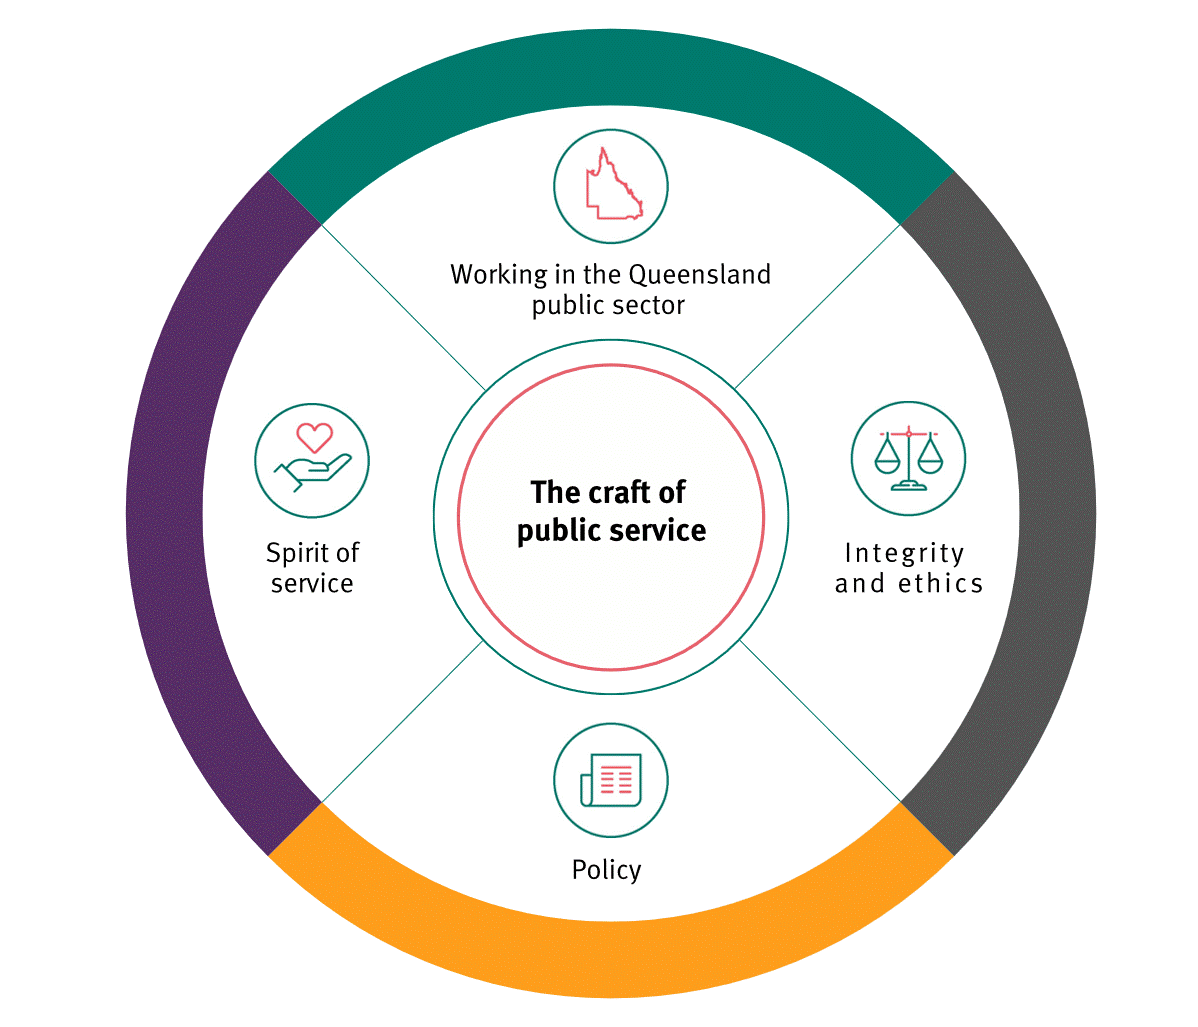 Working in the Queensland
public sector
The craft of
public service
Spirit of
service
Integrity
and ethics
Policy